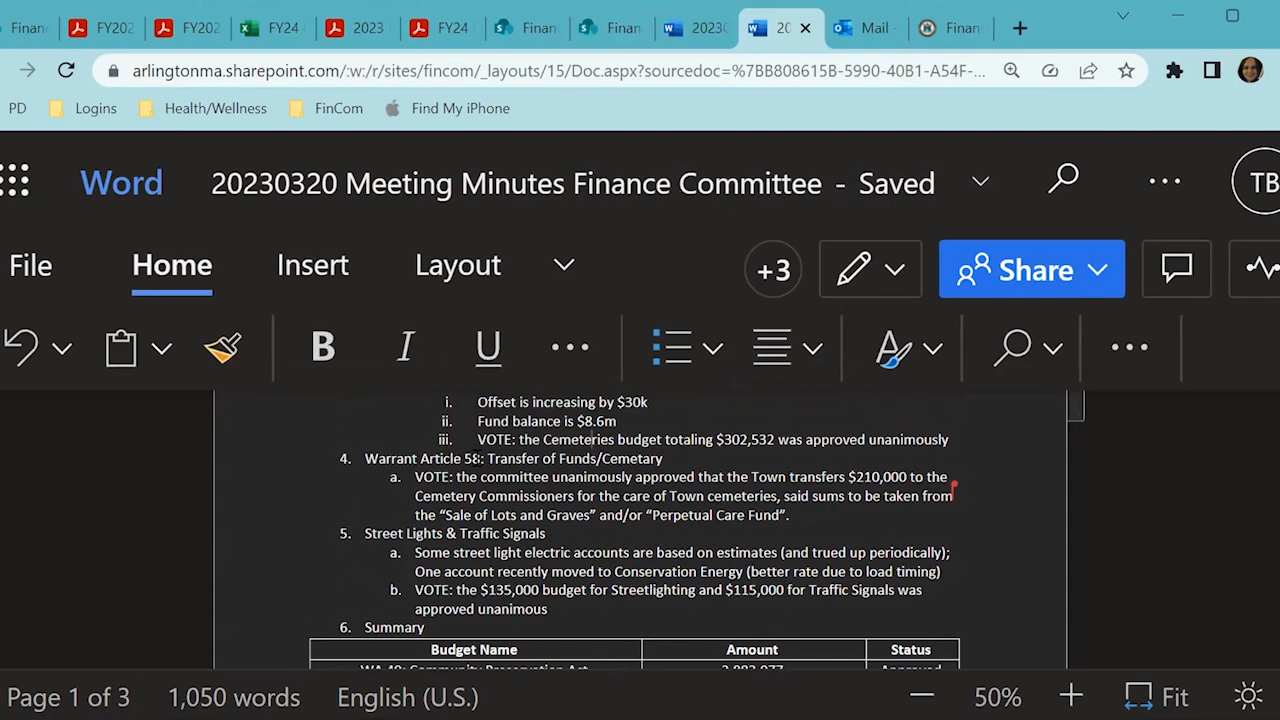 Financ FY202 FY202 FY24 2023 FY24 Finan Finan 2023( 20 Mail - Finan
arlingtonma.sharepoint.com/:w:/r/sites/fincom/_layouts/15/Doc.aspx?sourcedoc=%7BB808615B-5990-40B1-A54F-...
PD Logins Health/Wellness FinCom Find My iPhone
Word 20230320 Meeting Minutes Finance Committee - Saved TB
File Home Insert Layout +3 Share
B I U
i. Offset is increasing by $30k
ii. Fund balance is $8.6m
iii. VOTE: the Cemeteries budget totaling $302,532 was approved unanimously
4. Warrant Article 58: Transfer of Funds/Cemetary
a. VOTE: the committee unanimously approved that the Town transfers $210,000 to the
Cemetery Commissioners for the care of Town cemeteries, said sums to be taken from
the “Sale of Lots and Graves” and/or “Perpetual Care Fund”.
5. Street Lights & Traffic Signals
a. Some street light electric accounts are based on estimates (and trued up periodically);
One account recently moved to Conservation Energy (better rate due to load timing)
b. VOTE: the $135,000 budget for Streetlighting and $115,000 for Traffic Signals was
approved unanimous
6. Summary
Budget Name Amount Status
Community Preservation Act Approved
Page 1 of 3 1,050 words English (U.S.) 50% Fit